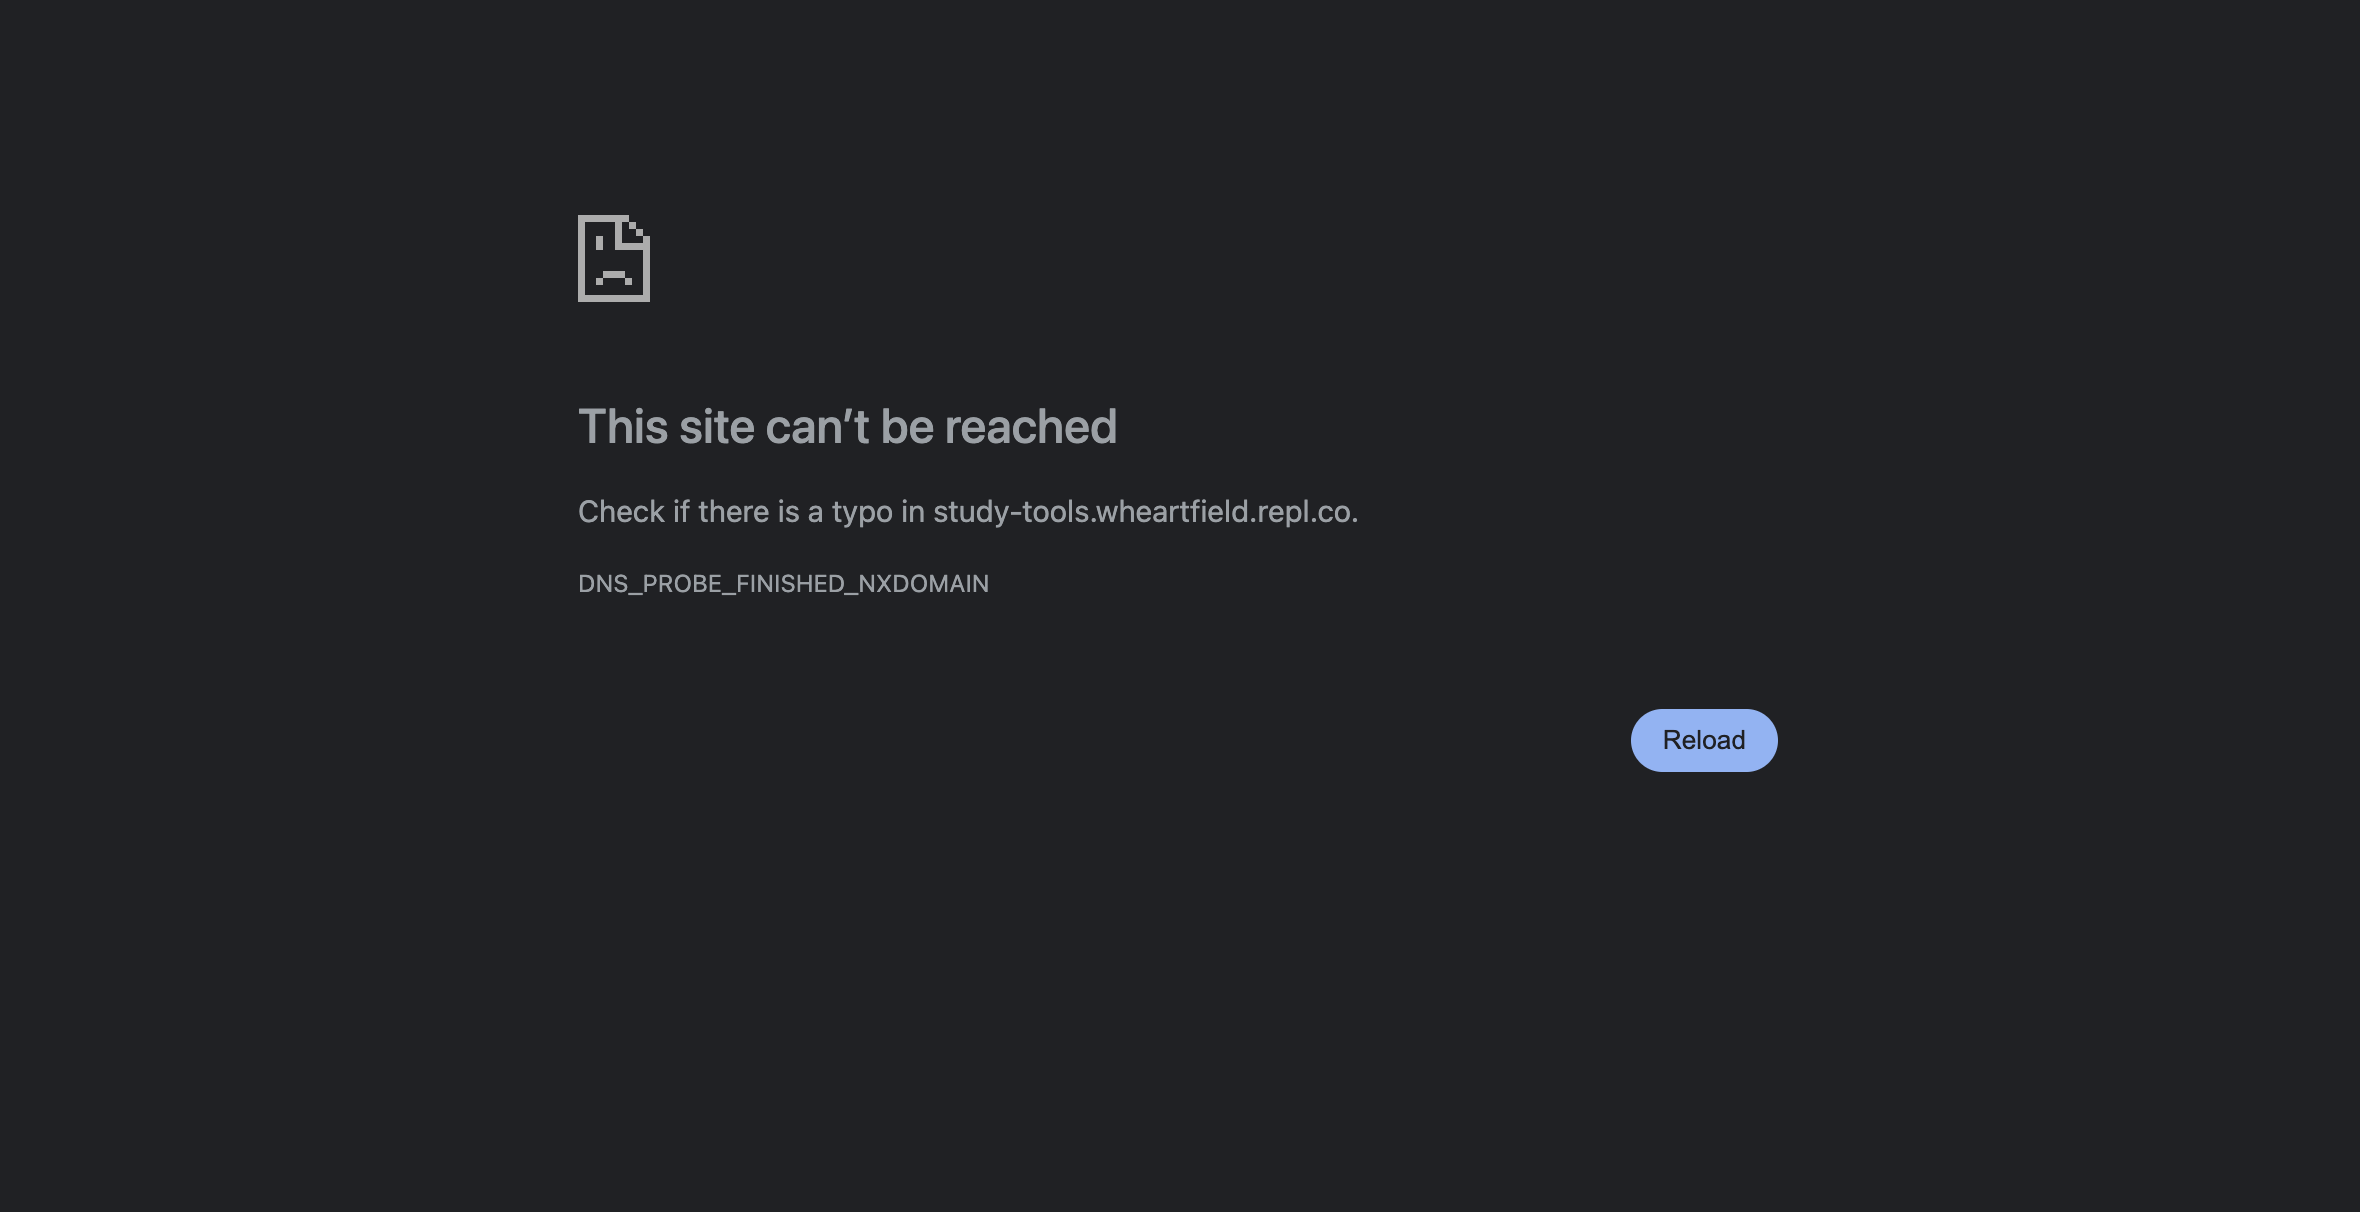 This site can’t be reached
Check if there is a typo in study-tools.wheartfield.repl.co.
DNS_PROBE_FINISHED_NXDOMAIN
Reload